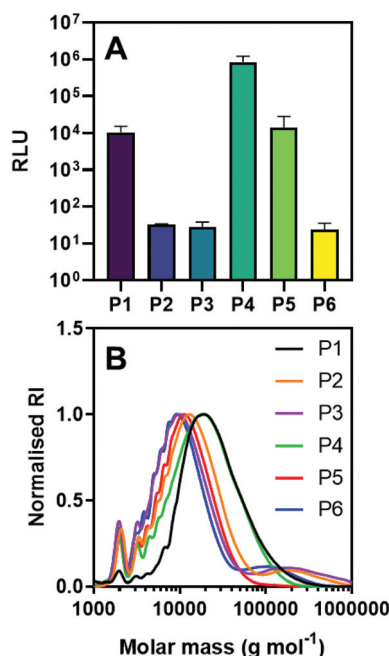 A
RLU
10⁷
10⁶
10⁵
10⁴
10³
10²
10¹
10⁰
P1 P2 P3 P4 P5 P6
B
Normalised RI
1.5
1.0
0.5
0.0
P1
P2
P3
P4
P5
P6
1000 10000 100000 1000000
Molar mass (g mol⁻¹)